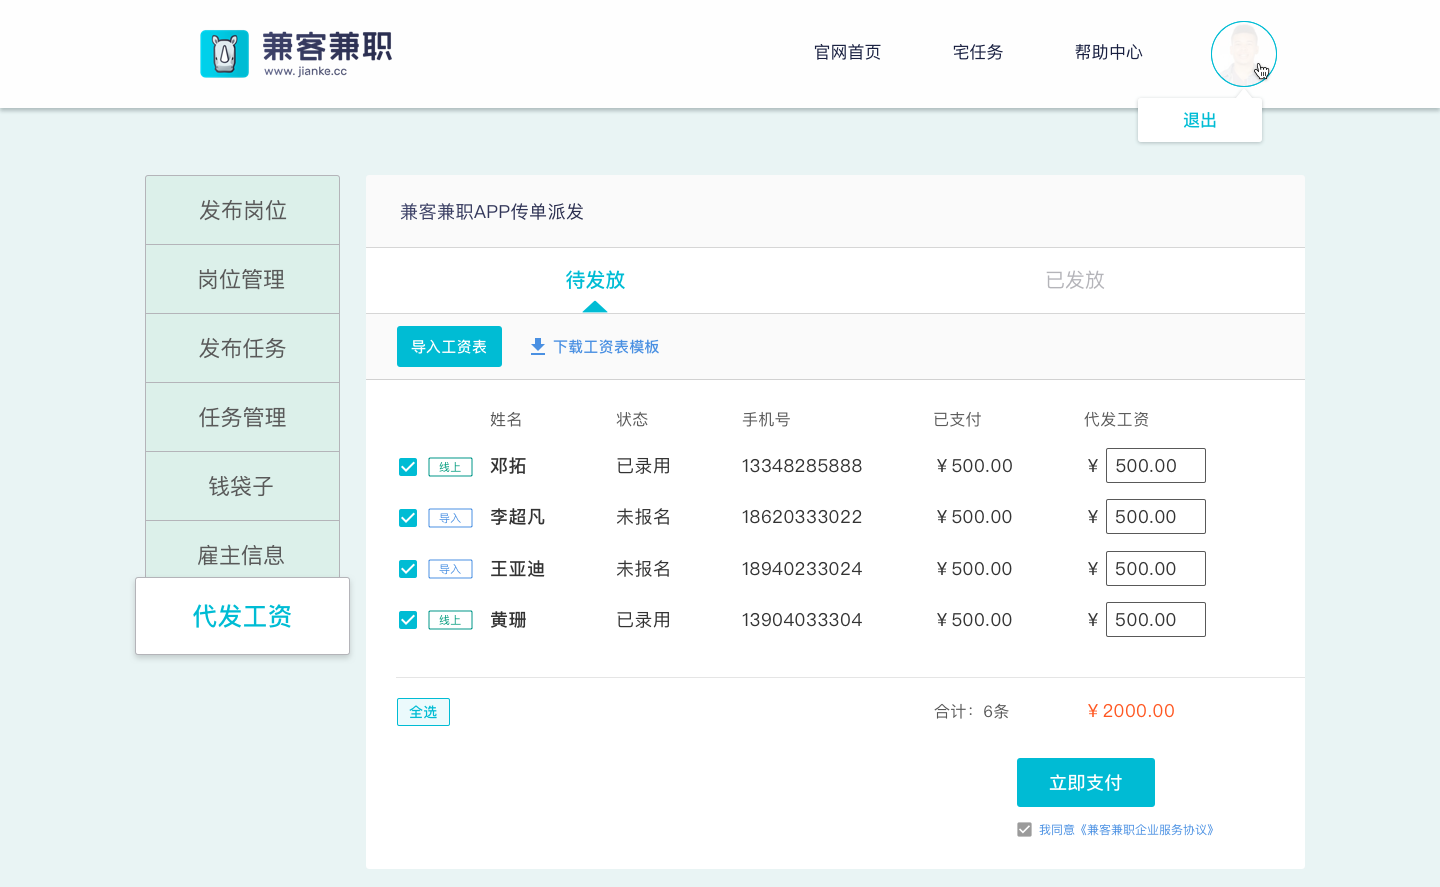 兼客兼职
www.jianke.cc
官网首页
宅任务
帮助中心
退出
发布岗位
岗位管理
发布任务
任务管理
钱袋子
雇主信息
代发工资
兼客兼职APP传单派发
待发放
已发放
导入工资表
下载工资表模板
姓名 状态 手机号 已支付 代发工资
线上 邓拓 已录用 13348285888 ¥500.00 ¥ 500.00
导入 李超凡 未报名 18620333022 ¥500.00 ¥ 500.00
导入 王亚迪 未报名 18940233024 ¥500.00 ¥ 500.00
线上 黄珊 已录用 13904033304 ¥500.00 ¥ 500.00
全选 合计：6条 ¥2000.00
立即支付
我同意《兼客兼职企业服务协议》